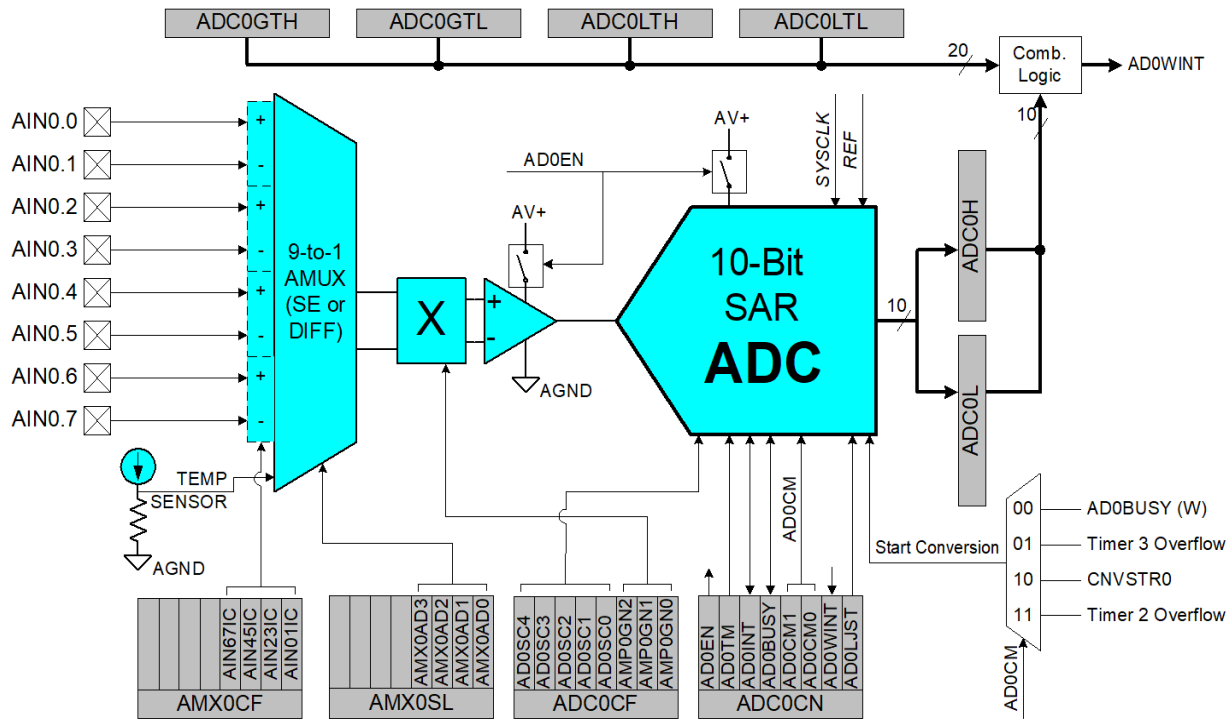 ADC0GTH
ADC0GTL
ADC0LTH
ADC0LTL
20
Comb.
Logic
AD0WINT
10
AIN0.0
AIN0.1
AIN0.2
AIN0.3
AIN0.4
AIN0.5
AIN0.6
AIN0.7
+
-
+
-
+
-
+
-
9-to-1
AMUX
(SE or
DIFF)
TEMP
SENSOR
AGND
X
+
-
AV+
AGND
AD0EN
AV+
SYSCLK
REF
10-Bit
SAR
ADC
10
ADC0H
ADC0L
Start Conversion
00
01
10
11
AD0BUSY (W)
Timer 3 Overflow
CNVSTR0
Timer 2 Overflow
AD0CM
AD0CM
AIN67IC
AIN45IC
AIN23IC
AIN01IC
AMX0CF
AMX0AD3
AMX0AD2
AMX0AD1
AMX0AD0
AMX0SL
AD0SC4
AD0SC3
AD0SC2
AD0SC1
AD0SC0
AMP0GN2
AMP0GN1
AMP0GN0
ADC0CF
AD0EN
AD0TM
AD0INT
AD0BUSY
AD0CM1
AD0CM0
AD0WINT
AD0LJST
ADC0CN